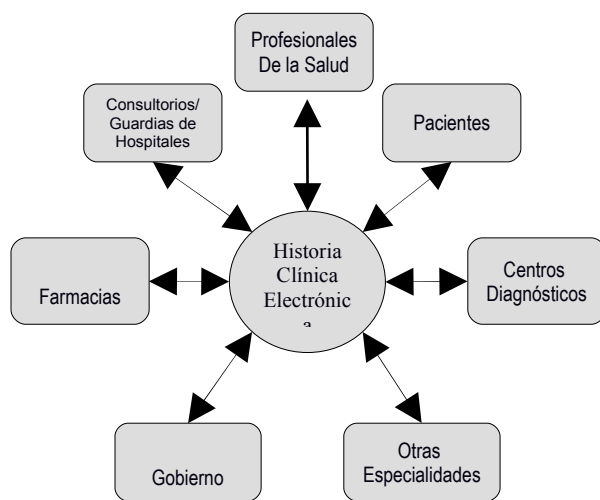 Profesionales
De la Salud
Consultorios/
Guardias de
Hospitales
Pacientes
Historia
Clínica
Electrónic
a
Farmacias
Centros
Diagnósticos
Gobierno
Otras
Especialidades